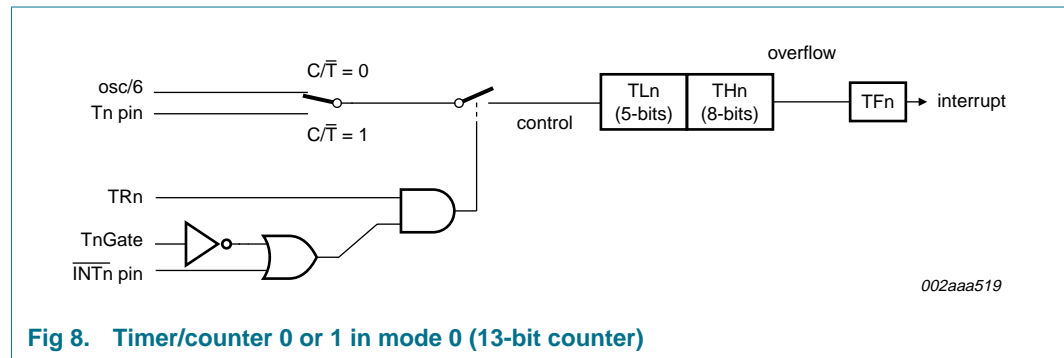 overflow
osc/6
C/T̅ = 0
Tn pin
C/T̅ = 1
control
TLn
(5-bits)
THn
(8-bits)
TFn
interrupt
TRn
TnGate
I̅N̅T̅n̅ pin
002aaa519
Fig 8. Timer/counter 0 or 1 in mode 0 (13-bit counter)